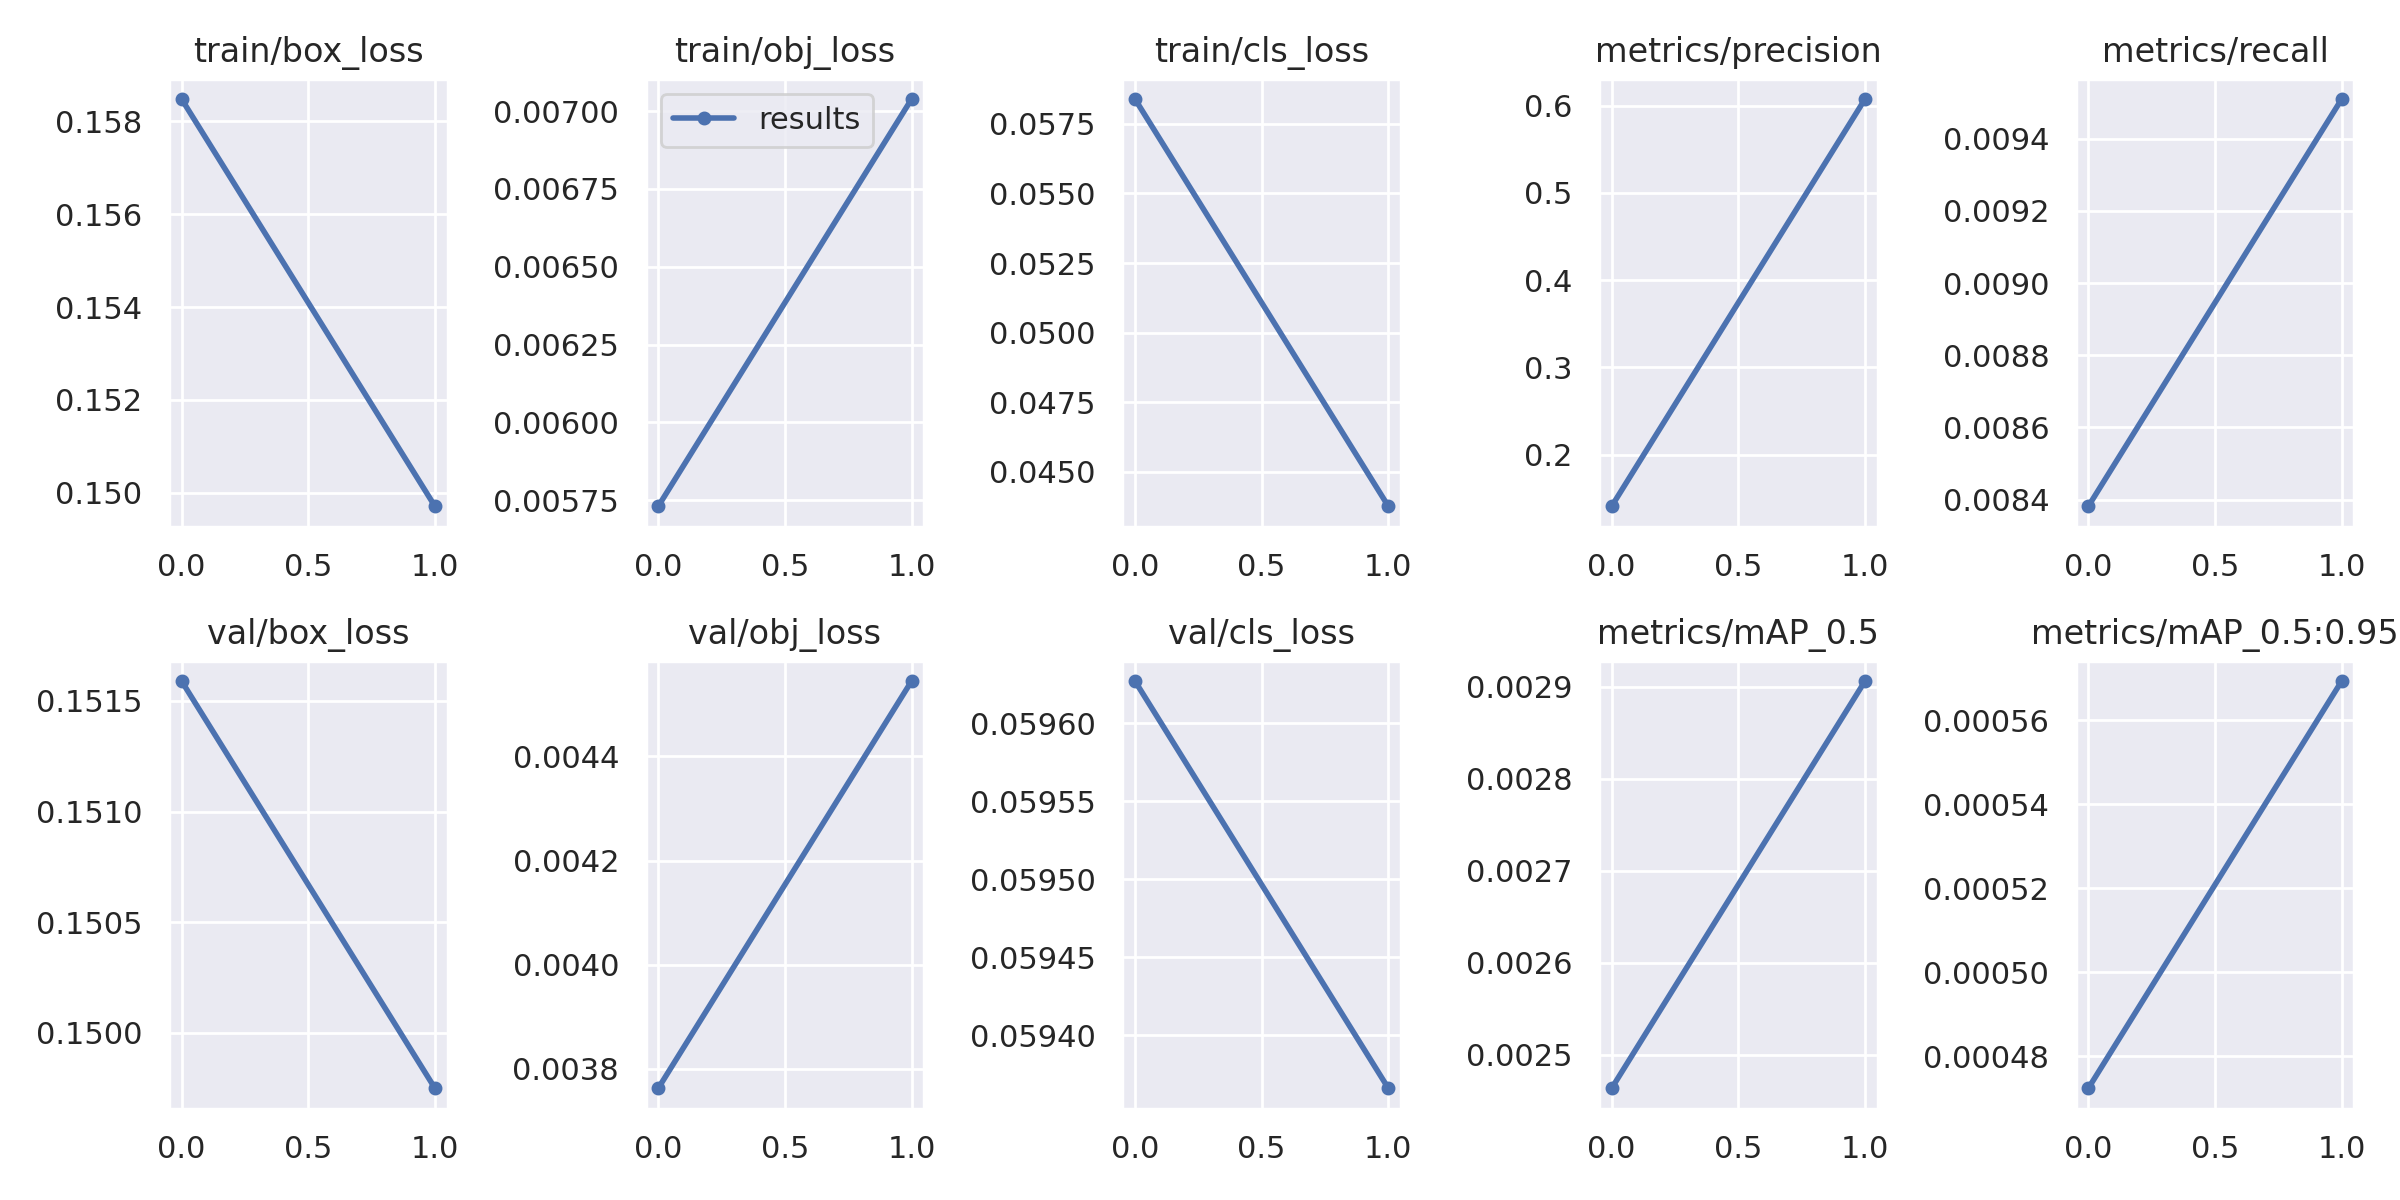 train/box_loss
0.158
0.156
0.154
0.152
0.150
0.0 0.5 1.0
train/obj_loss
results
0.00700
0.00675
0.00650
0.00625
0.00600
0.00575
0.0 0.5 1.0
train/cls_loss
0.0575
0.0550
0.0525
0.0500
0.0475
0.0450
0.0 0.5 1.0
metrics/precision
0.6
0.5
0.4
0.3
0.2
0.0 0.5 1.0
metrics/recall
0.0094
0.0092
0.0090
0.0088
0.0086
0.0084
0.0 0.5 1.0
val/box_loss
0.1515
0.1510
0.1505
0.1500
0.0 0.5 1.0
val/obj_loss
0.0044
0.0042
0.0040
0.0038
0.0 0.5 1.0
val/cls_loss
0.05960
0.05955
0.05950
0.05945
0.05940
0.0 0.5 1.0
metrics/mAP_0.5
0.0029
0.0028
0.0027
0.0026
0.0025
0.0 0.5 1.0
metrics/mAP_0.5:0.95
0.00056
0.00054
0.00052
0.00050
0.00048
0.0 0.5 1.0